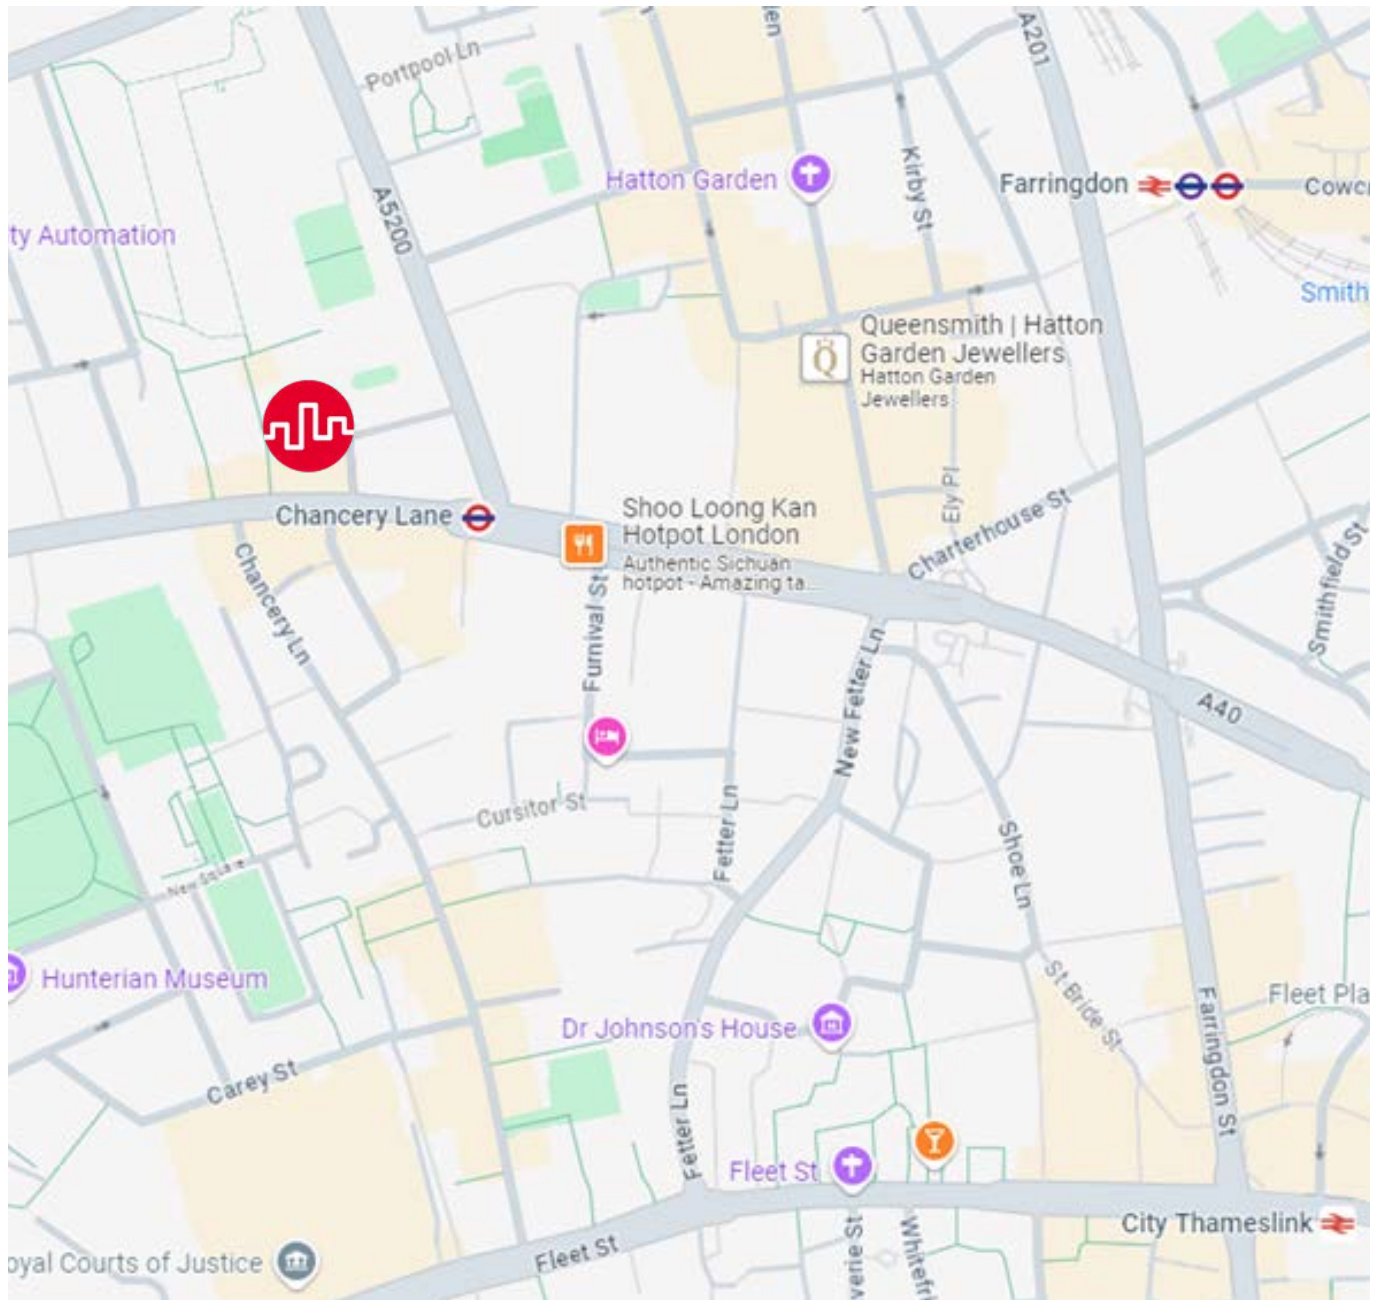 Portpool Ln
en
A201
Hatton Garden
Kirby St
Farringdon
Cowc
A5200
ty Automation
Smith
Queensmith | Hatton
Garden Jewellers
Hatton Garden
Jewellers
Q
Chancery Lane
Shoo Loong Kan
Hotpot London
Authentic Sichuan
hotpot - Amazing ta...
Ely Pl
Charterhouse St
Smithfield St
Chancery Ln
Furnival St
New Fetter Ln
A40
Cursitor St
Fetter Ln
Shoe Ln
New Square
Hunterian Museum
St Bride St
Fleet Pla
Dr Johnson's House
Farringdon St
Carey St
Fetter Ln
Fleet St
City Thameslink
oyal Courts of Justice
Fleet St
verie St
Whitefri